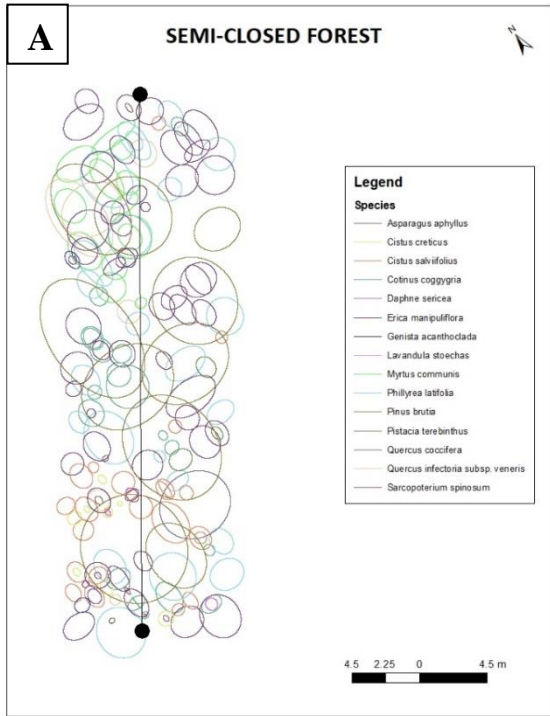 A
SEMI-CLOSED FOREST
N
Legend
Species
Asparagus aphyllus
Cistus creticus
Cistus salviifolius
Cotinus coggygria
Daphne sericea
Erica manipuliflora
Genista acanthoclada
Lavandula stoechas
Myrtus communis
Phillyrea latifolia
Pinus brutia
Pistacia terebinthus
Quercus coccifera
Quercus infectoria subsp. veneris
Sarcopoterium spinosum
4.5 2.25 0 4.5 m